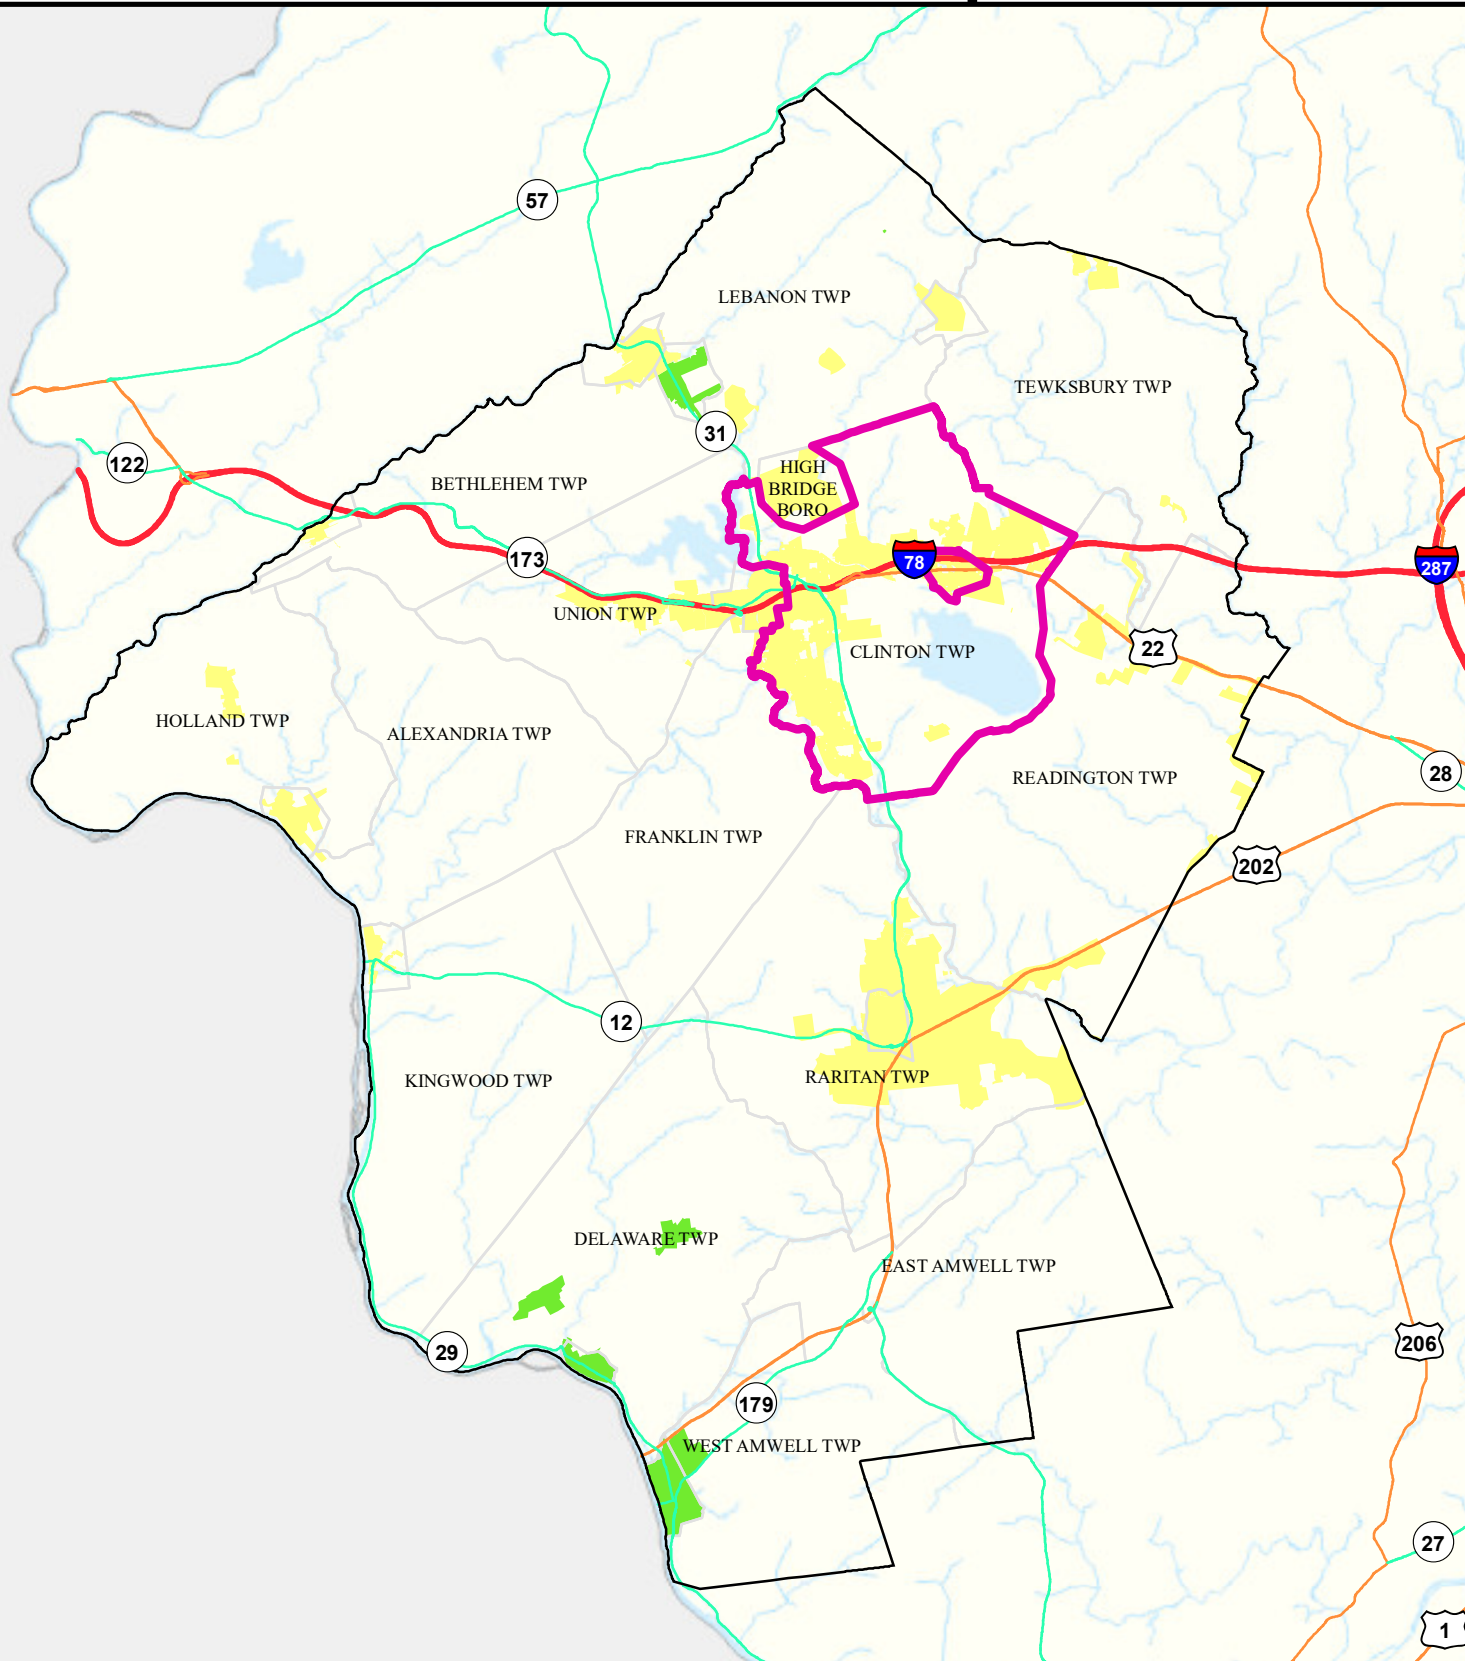 57
LEBANON TWP
TEWKSBURY TWP
31
122
BETHLEHEM TWP
HIGH
BRIDGE
BORO
173
78
287
UNION TWP
CLINTON TWP
22
HOLLAND TWP
ALEXANDRIA TWP
READINGTON TWP
28
FRANKLIN TWP
202
12
KINGWOOD TWP
RARITAN TWP
DELAWARE TWP
EAST AMWELL TWP
29
206
179
WEST AMWELL TWP
27
1